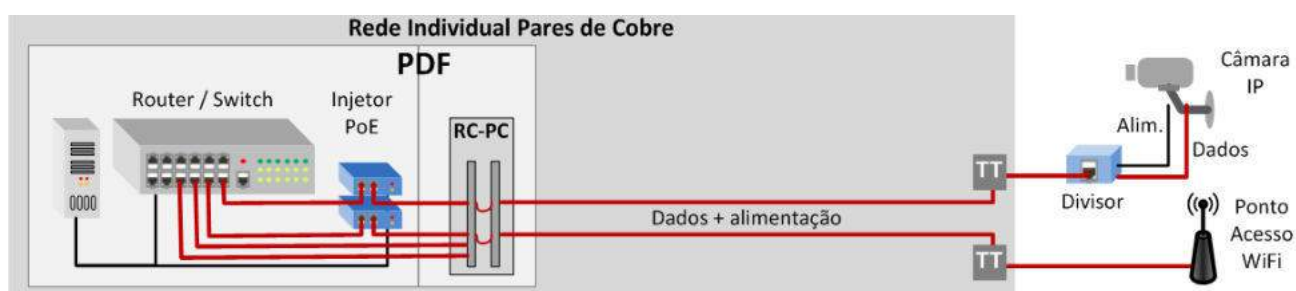 Rede Individual Pares de Cobre
PDF
Router / Switch
Injetor
PoE
RC-PC
0000
Dados + alimentação
TT
TT
Câmara
IP
Alim.
Dados
Divisor
Ponto
Acesso
WiFi